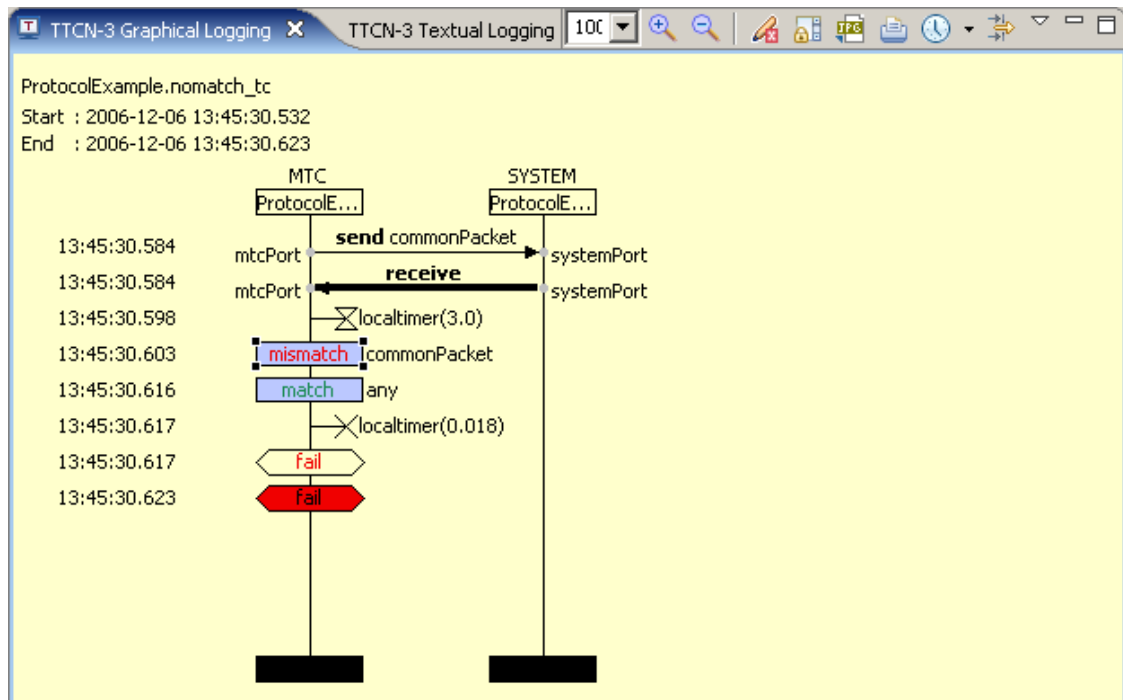 TTCN-3 Graphical Logging TTCN-3 Textual Logging 100
ProtocolExample.nomatch_tc
Start : 2006-12-06 13:45:30.532
End : 2006-12-06 13:45:30.623
MTC SYSTEM
ProtocolE... ProtocolE...
13:45:30.584 mtcPort send commonPacket systemPort
13:45:30.584 mtcPort receive systemPort
13:45:30.598 localtimer(3.0)
13:45:30.603 mismatch commonPacket
13:45:30.616 match any
13:45:30.617 localtimer(0.018)
13:45:30.617 fail
13:45:30.623 fail